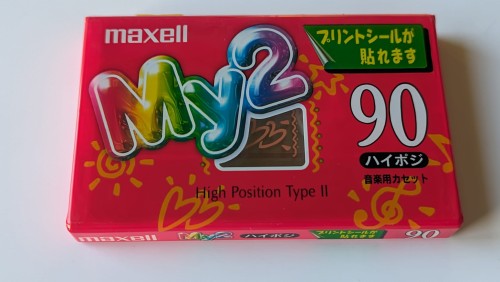 maxell
プリントシールが
貼れます
My2
90
ハイポジ
音楽用カセット
High Position Type II
maxell
My2
ハイポジ
プリントシールが
貼れます
90